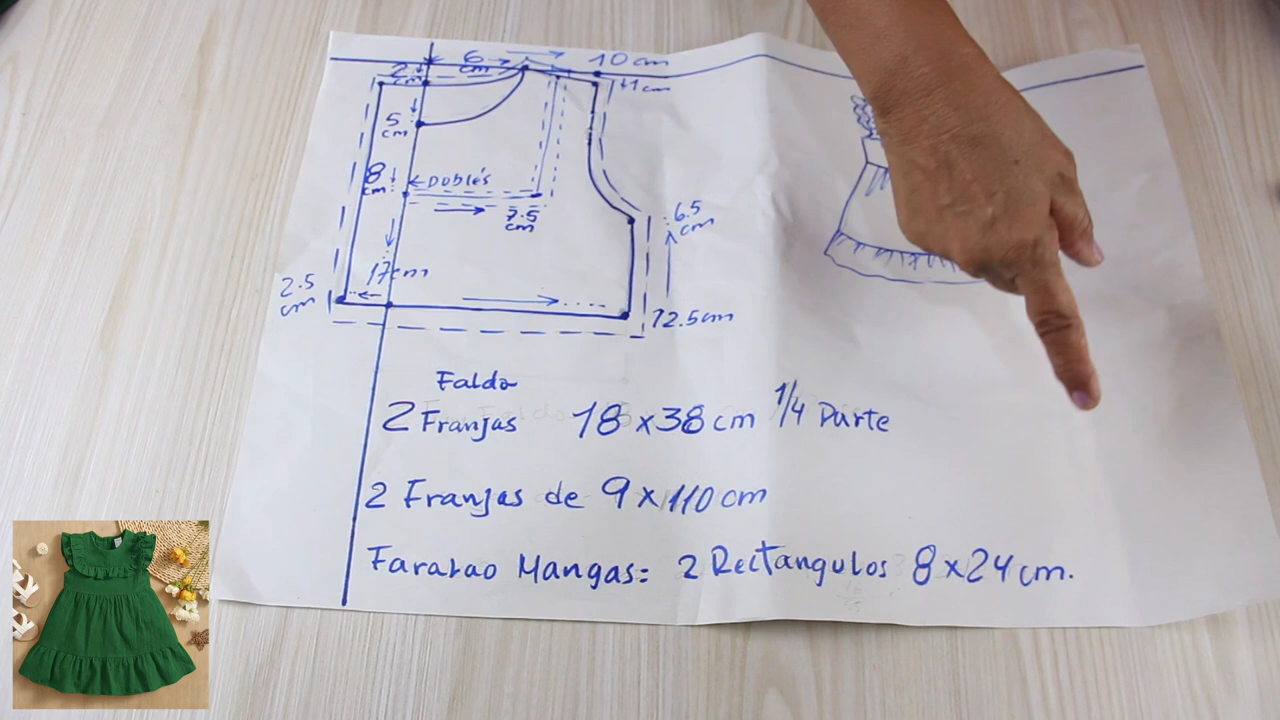 6 cm
10 cm
2 cm
11 cm
5 cm
8 cm
Doblés
7.5 cm
6.5 cm
17 cm
2.5 cm
12.5 cm
Falda
2 Franjas 18 x 38 cm 1/4 Parte
2 Franjas de 9 x 110 cm
Fararao Mangas: 2 Rectangulos 8 x 24 cm.